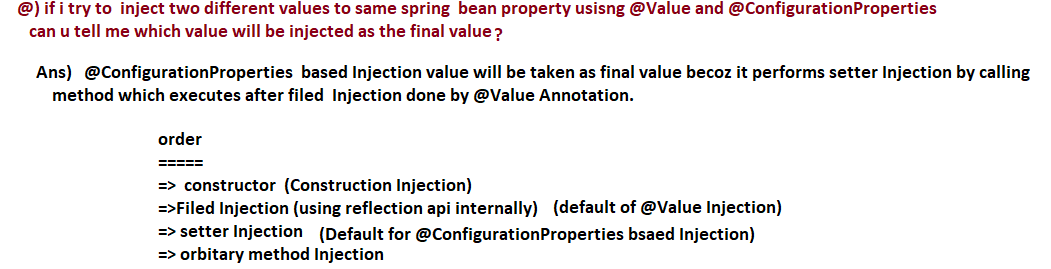 @) if i try to inject two different values to same spring bean property usisng @Value and @ConfigurationProperties
can u tell me which value will be injected as the final value?
Ans) @ConfigurationProperties based Injection value will be taken as final value becoz it performs setter Injection by calling
method which executes after filed Injection done by @Value Annotation.
order
=====
=> constructor (Construction Injection)
=>Filed Injection (using reflection api internally) (default of @Value Injection)
=> setter Injection (Default for @ConfigurationProperties bsaed Injection)
=> orbitary method Injection